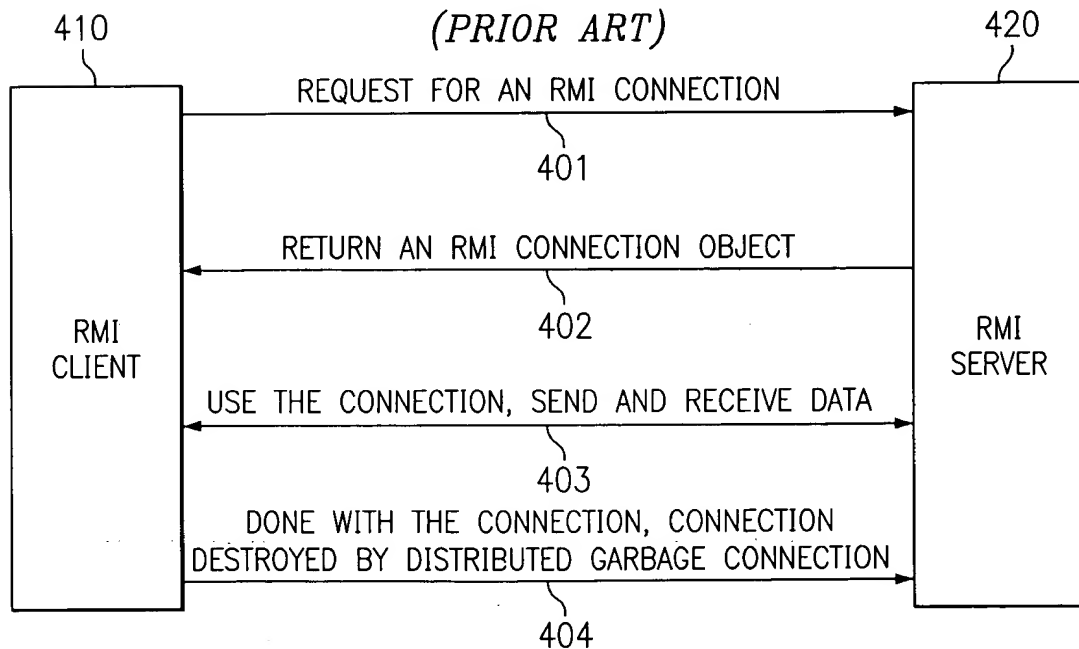 410
(PRIOR ART)
420
REQUEST FOR AN RMI CONNECTION
401
RETURN AN RMI CONNECTION OBJECT
402
RMI
CLIENT
RMI
SERVER
USE THE CONNECTION, SEND AND RECEIVE DATA
403
DONE WITH THE CONNECTION, CONNECTION
DESTROYED BY DISTRIBUTED GARBAGE CONNECTION
404